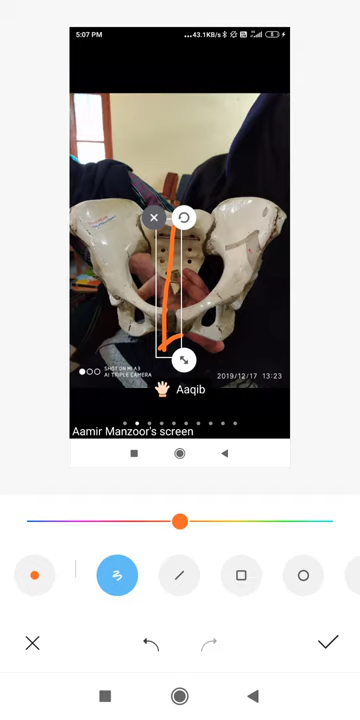 5:07 PM
...43.1KB/s
SHOT ON MI A3
AI TRIPLE CAMERA
2019/12/17 13:23
Aaqib
Aamir Manzoor's screen